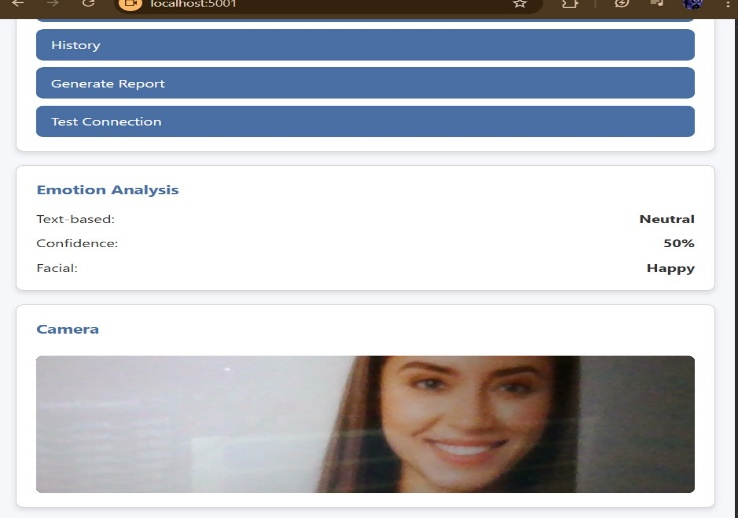 localhost:5001
History
Generate Report
Test Connection
Emotion Analysis
Text-based: Neutral
Confidence: 50%
Facial: Happy
Camera